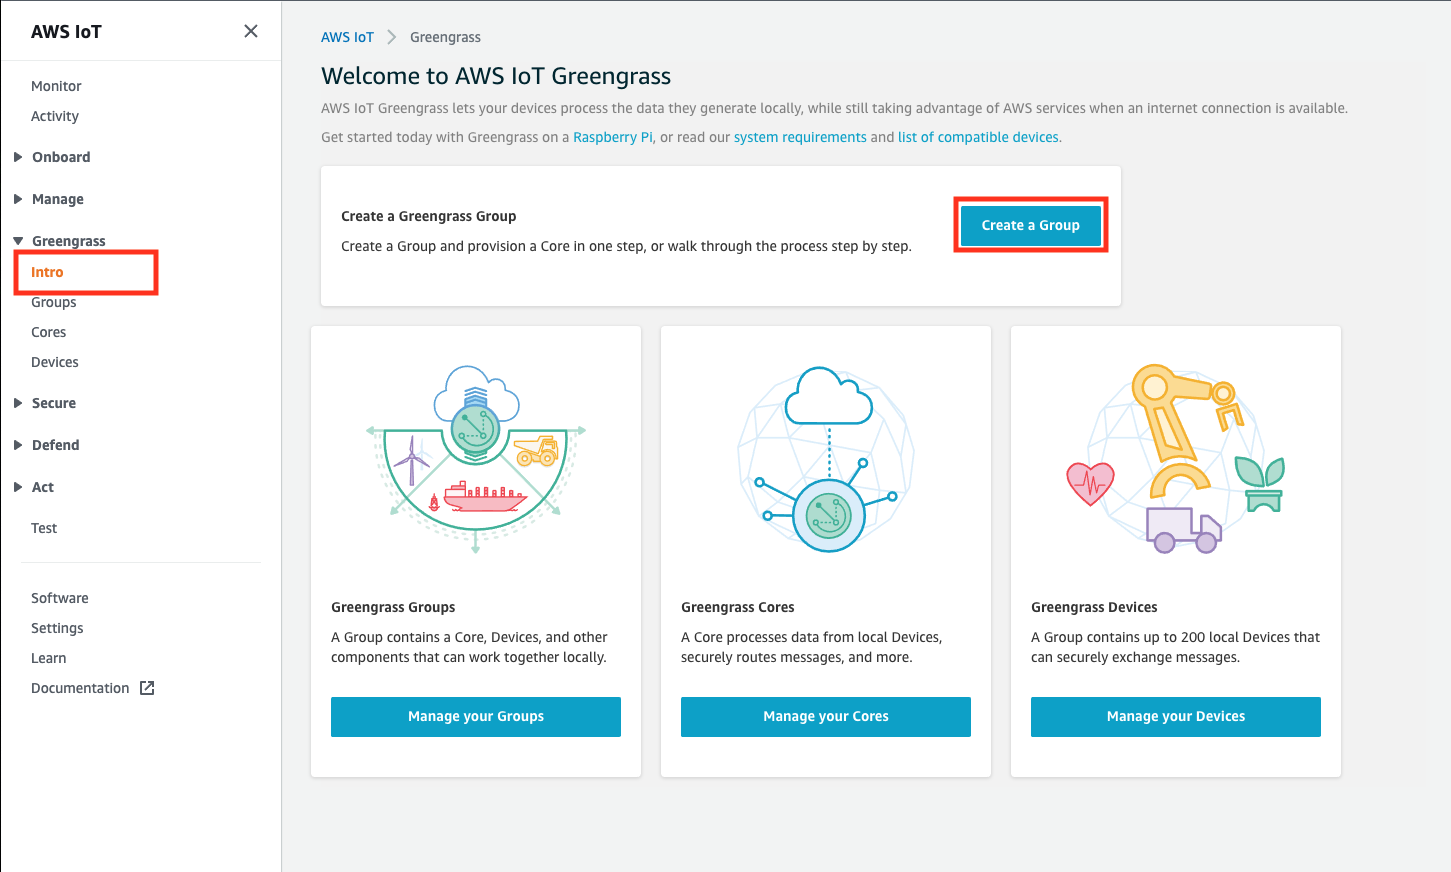 AWS IoT
Monitor
Activity
Onboard
Manage
Greengrass
Intro
Groups
Cores
Devices
Secure
Defend
Act
Test
Software
Settings
Learn
Documentation
AWS IoT > Greengrass
Welcome to AWS IoT Greengrass
AWS IoT Greengrass lets your devices process the data they generate locally, while still taking advantage of AWS services when an internet connection is available.
Get started today with Greengrass on a Raspberry Pi, or read our system requirements and list of compatible devices.
Create a Greengrass Group
Create a Group and provision a Core in one step, or walk through the process step by step.
Create a Group
Greengrass Groups
A Group contains a Core, Devices, and other
components that can work together locally.
Manage your Groups
Greengrass Cores
A Core processes data from local Devices,
securely routes messages, and more.
Manage your Cores
Greengrass Devices
A Group contains up to 200 local Devices that
can securely exchange messages.
Manage your Devices